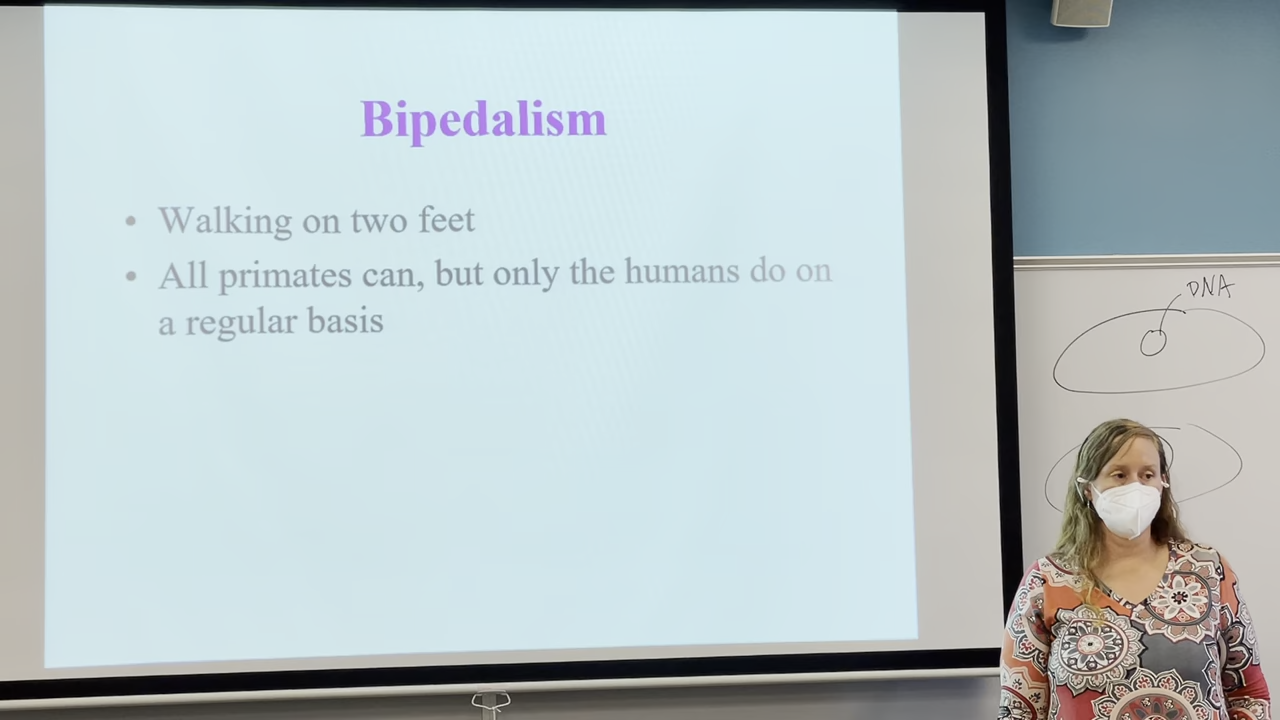 Bipedalism
• Walking on two feet
• All primates can, but only the humans do on
a regular basis
DNA